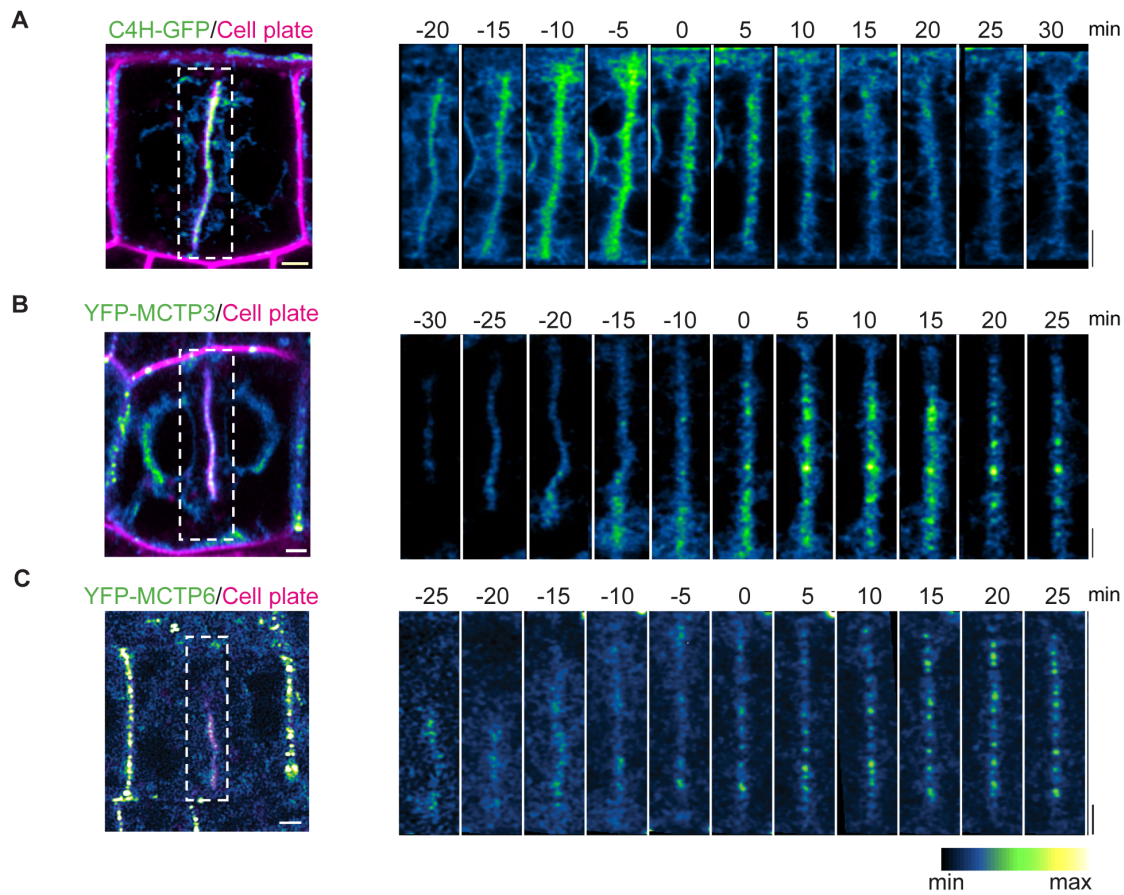 A
C4H-GFP/Cell plate
-20 -15 -10 -5 0 5 10 15 20 25 30 min
B
YFP-MCTP3/Cell plate
-30 -25 -20 -15 -10 0 5 10 15 20 25 min
C
YFP-MCTP6/Cell plate
-25 -20 -15 -10 -5 0 5 10 15 20 25 min
min max